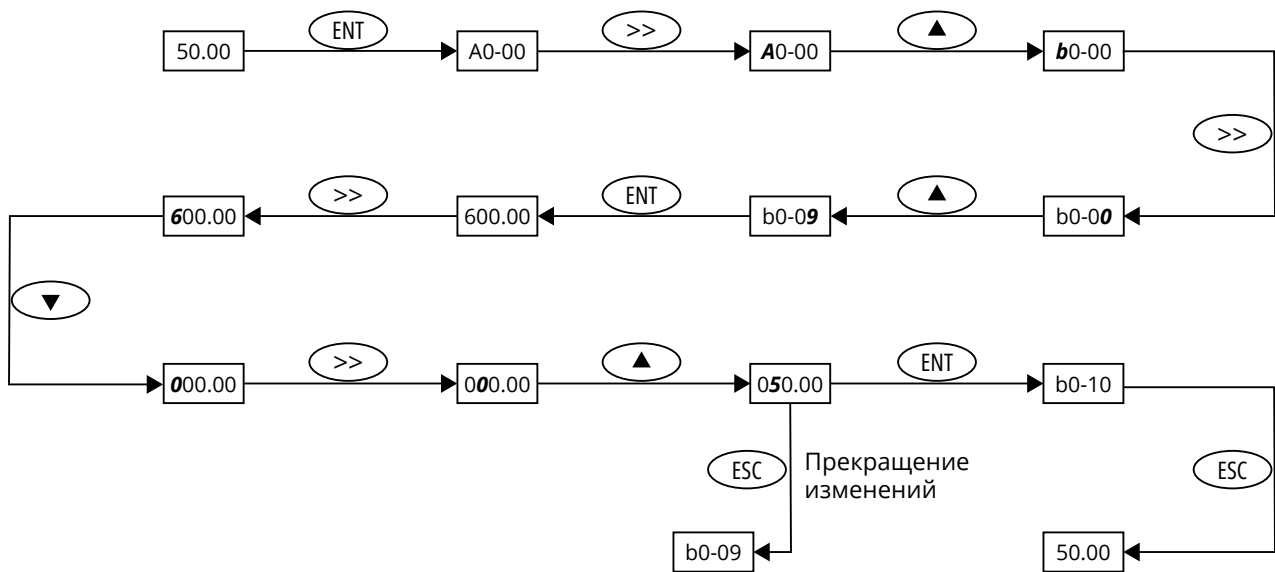 50.00
ENT
A0-00
>>
A0-00
▲
b0-00
>>
b0-00
▲
b0-09
ENT
600.00
>>
600.00
▼
000.00
>>
000.00
▲
050.00
ENT
b0-10
ESC
Прекращение
изменений
ESC
b0-09
50.00